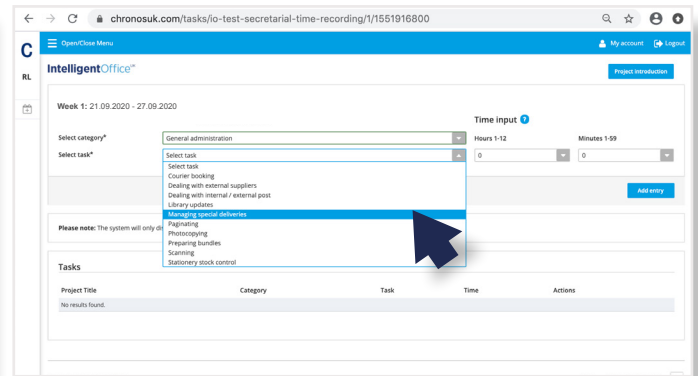 chronosuk.com/tasks/io-test-secretarial-time-recording/1/1551916800
C
Open/Close Menu
My account
Logout
RL
IntelligentOffice℠
Project Introduction
Week 1: 21.09.2020 - 27.09.2020
Time input ?
Select category*
General administration
Hours 1-12
Minutes 1-59
Select task*
Select task
0
0
Select task
Courier booking
Dealing with external suppliers
Dealing with internal / external post
Library updates
Add entry
Managing special deliveries
Paginating
Please note: The system will only
Photocopying
Preparing bundles
Scanning
Stationery stock control
Tasks
Project Title
Category
Task
Time
Actions
No results found.